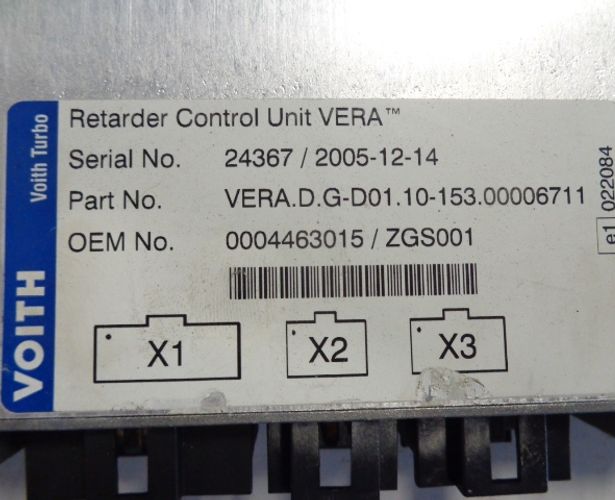 Retarder Control Unit VERA™
Serial No. 24367 / 2005-12-14
Part No. VERA.D.G-D01.10-153.00006711
OEM No. 0004463015 / ZGS001
X1 X2 X3
VOITH Voith Turbo
e1 022084